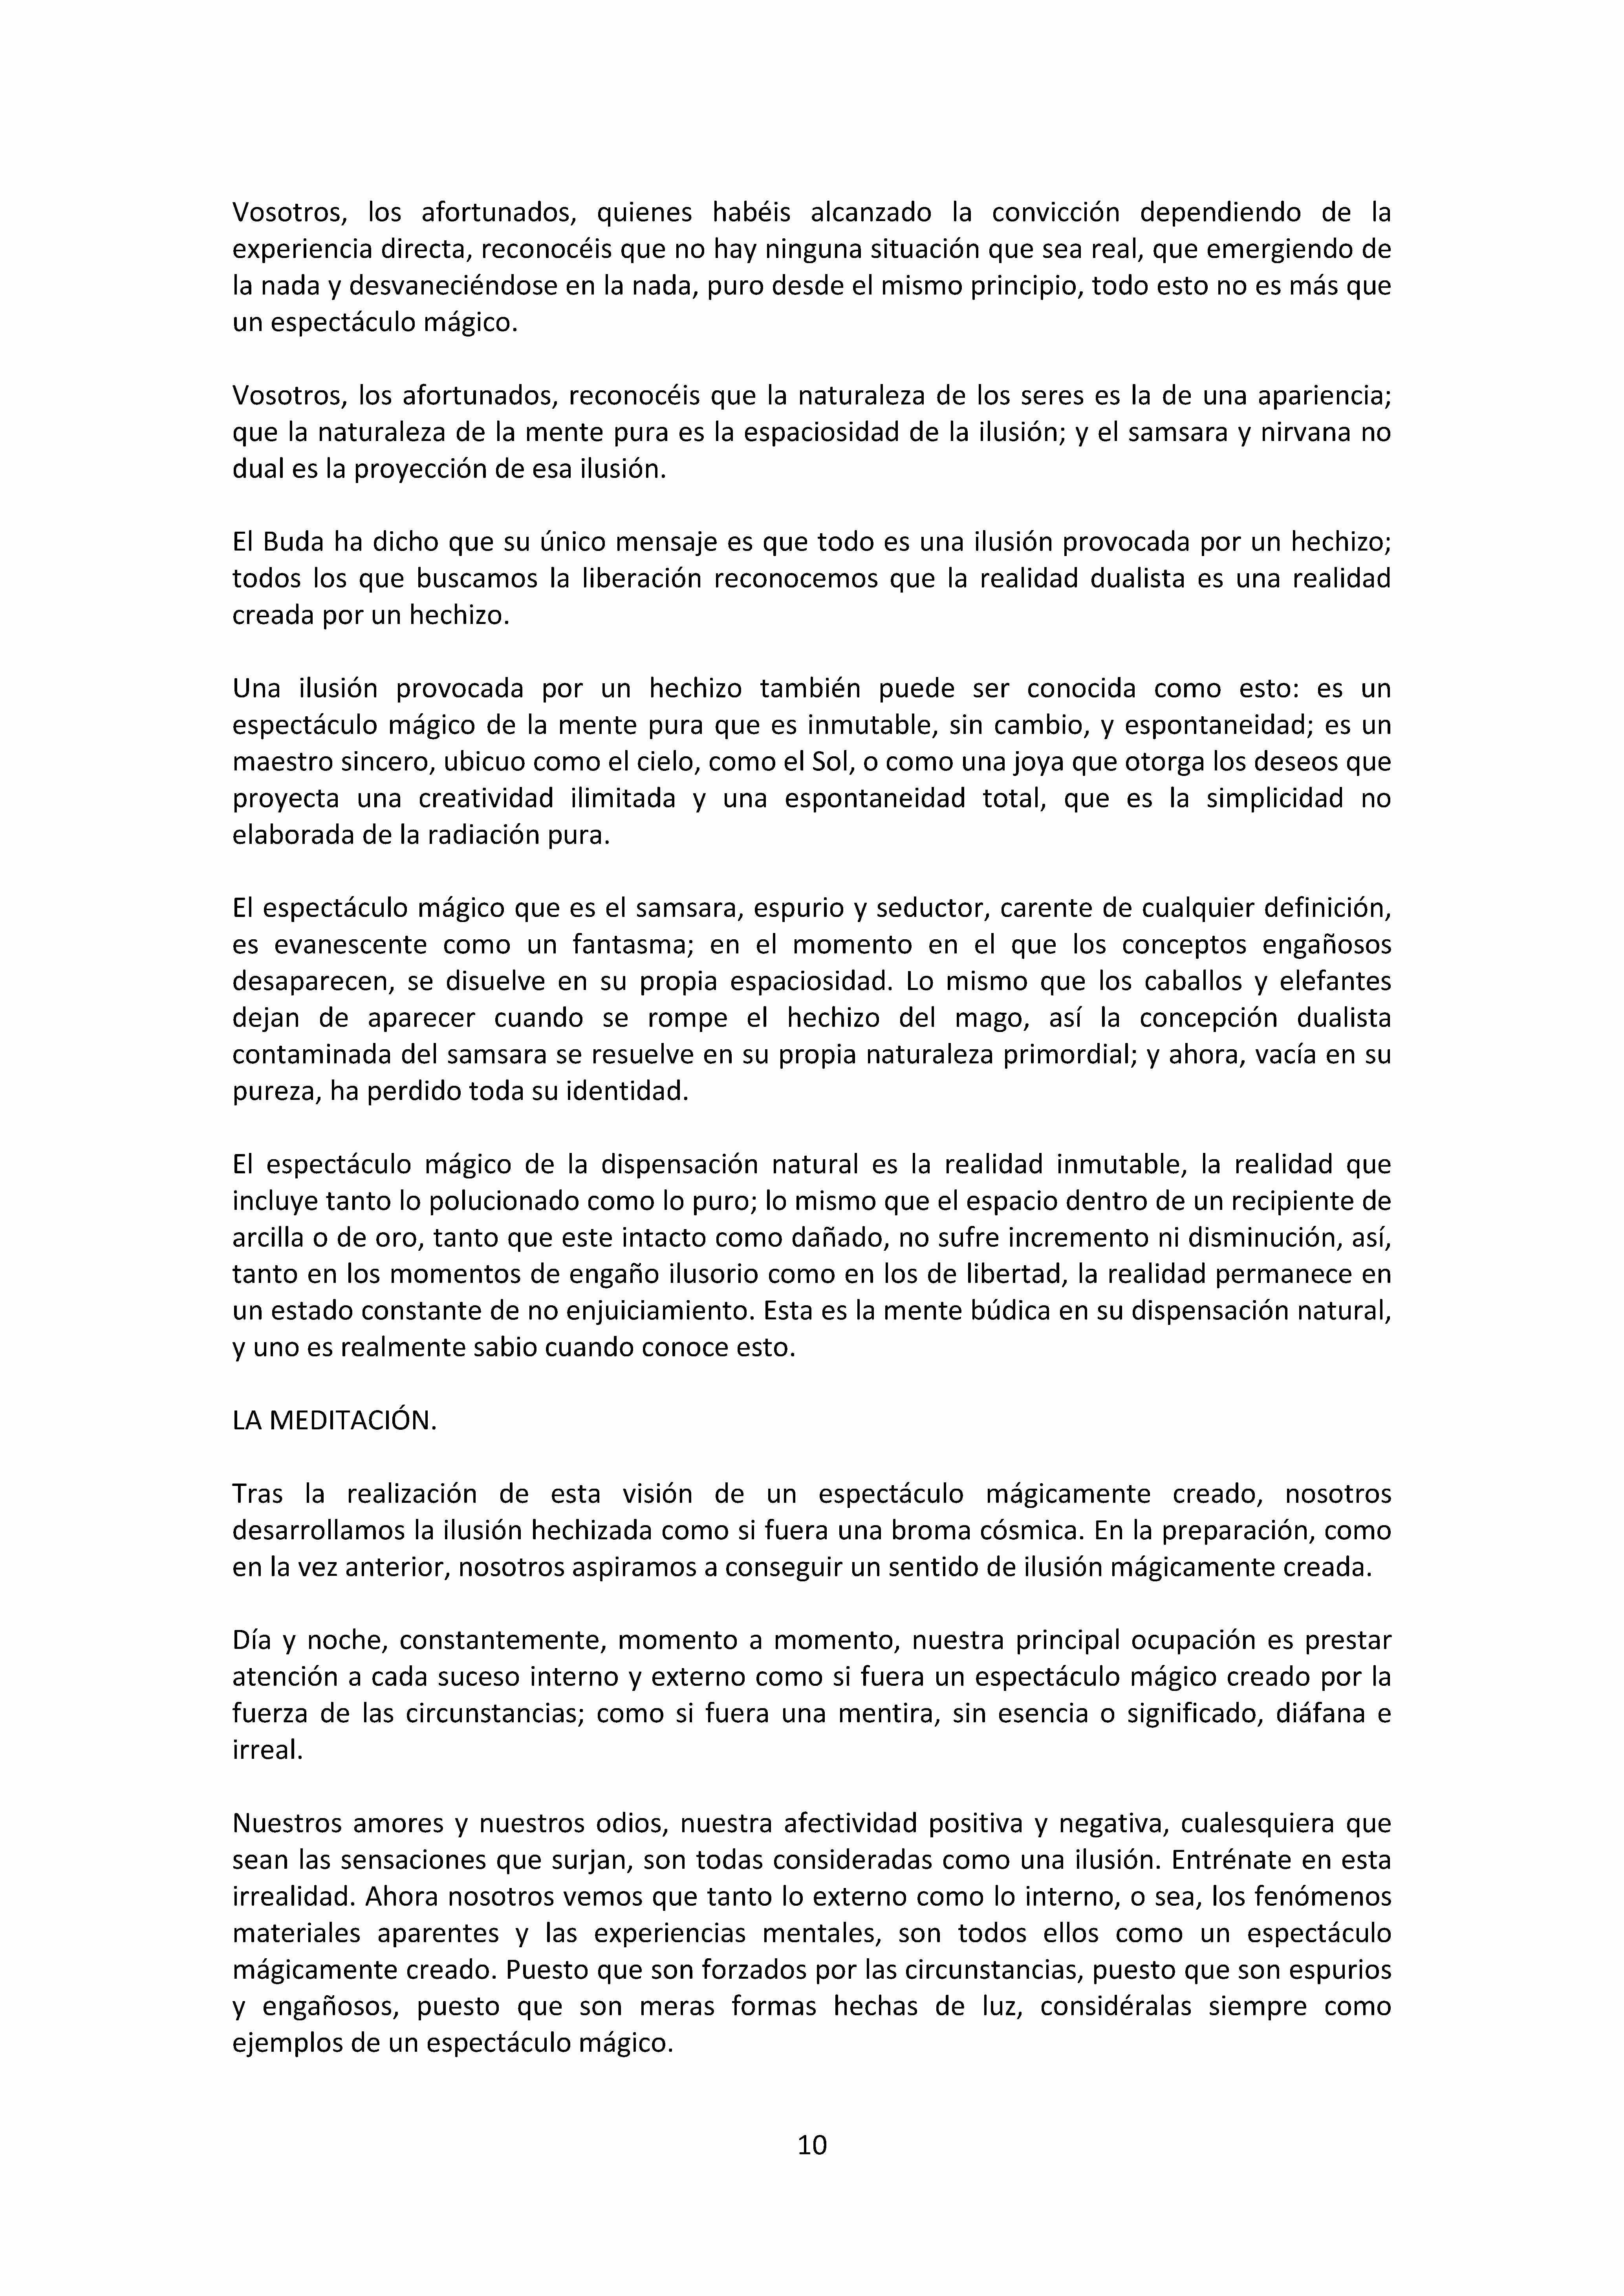 Vosotros, los afortunados, quienes habéis alcanzado la convicción dependiendo de la
experiencia directa, reconocéis que no hay ninguna situación que sea real, que emergiendo de
la nada y desvaneciéndose en la nada, puro desde el mismo principio, todo esto no es más que
un espectáculo mágico.
Vosotros, los afortunados, reconocéis que la naturaleza de los seres es la de una apariencia;
que la naturaleza de la mente pura es la espaciosidad de la ilusión; y el samsara y nirvana no
dual es la proyección de esa ilusión.
El Buda ha dicho que su único mensaje es que todo es una ilusión provocada por un hechizo;
todos los que buscamos la liberación reconocemos que la realidad dualista es una realidad
creada por un hechizo.
Una ilusión provocada por un hechizo también puede ser conocida como esto: es un
espectáculo mágico de la mente pura que es inmutable, sin cambio, y espontaneidad; es un
maestro sincero, ubicuo como el cielo, como el Sol, o como una joya que otorga los deseos que
proyecta una creatividad ilimitada y una espontaneidad total, que es la simplicidad no
elaborada de la radiación pura.
El espectáculo mágico que es el samsara, espurio y seductor, carente de cualquier definición,
es evanescente como un fantasma; en el momento en el que los conceptos engañosos
desaparecen, se disuelve en su propia espaciosidad. Lo mismo que los caballos y elefantes
dejan de aparecer cuando se rompe el hechizo del mago, así la concepción dualista
contaminada del samsara se resuelve en su propia naturaleza primordial; y ahora, vacía en su
pureza, ha perdido toda su identidad.
El espectáculo mágico de la dispensación natural es la realidad inmutable, la realidad que
incluye tanto lo polucionado como lo puro; lo mismo que el espacio dentro de un recipiente de
arcilla o de oro, tanto que este intacto como dañado, no sufre incremento ni disminución, así,
tanto en los momentos de engaño ilusorio como en los de libertad, la realidad permanece en
un estado constante de no enjuiciamiento. Esta es la mente búdica en su dispensación natural,
y uno es realmente sabio cuando conoce esto.
LA MEDITACIÓN.
Tras la realización de esta visión de un espectáculo mágicamente creado, nosotros
desarrollamos la ilusión hechizada como si fuera una broma cósmica. En la preparación, como
en la vez anterior, nosotros aspiramos a conseguir un sentido de ilusión mágicamente creada.
Día y noche, constantemente, momento a momento, nuestra principal ocupación es prestar
atención a cada suceso interno y externo como si fuera un espectáculo mágico creado por la
fuerza de las circunstancias; como si fuera una mentira, sin esencia o significado, diáfana e
irreal.
Nuestros amores y nuestros odios, nuestra afectividad positiva y negativa, cualesquiera que
sean las sensaciones que surjan, son todas consideradas como una ilusión. Entrénate en esta
irrealidad. Ahora nosotros vemos que tanto lo externo como lo interno, o sea, los fenómenos
materiales aparentes y las experiencias mentales, son todos ellos como un espectáculo
mágicamente creado. Puesto que son forzados por las circunstancias, puesto que son espurios
y engañosos, puesto que son meras formas hechas de luz, considéralas siempre como
ejemplos de un espectáculo mágico.
10